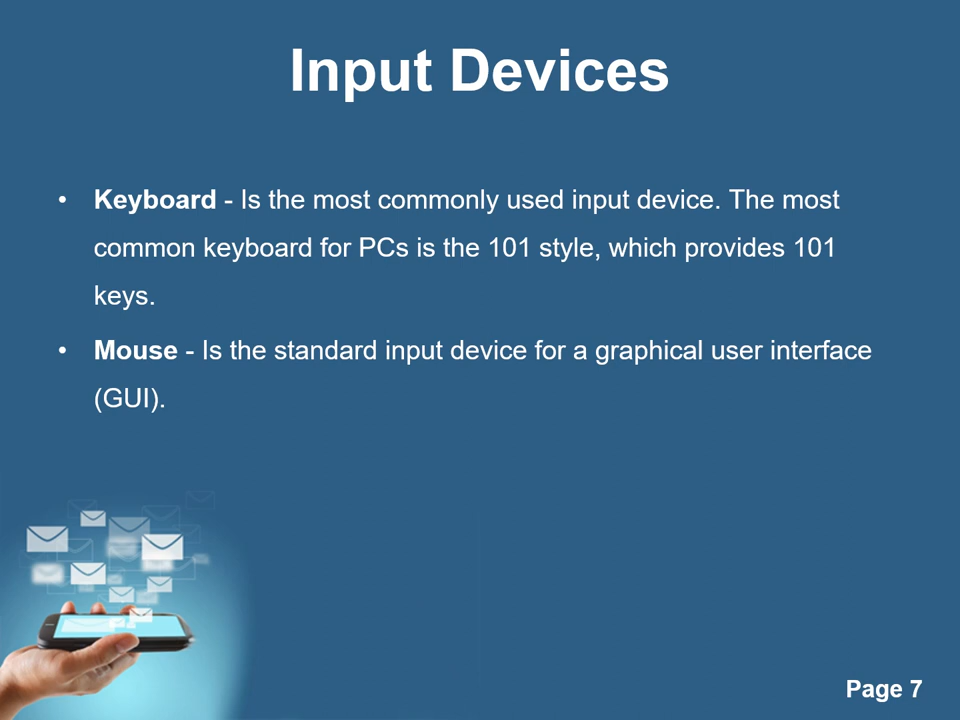 Input Devices
• Keyboard - Is the most commonly used input device. The most
common keyboard for PCs is the 101 style, which provides 101
keys.
• Mouse - Is the standard input device for a graphical user interface
(GUI).
Page 7